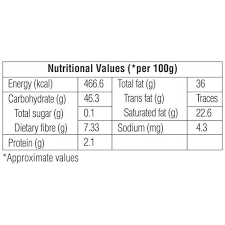 Nutritional Values (*per 100g)
Energy (kcal) 466.6 Total fat (g) 36
Carbohydrate (g) 46.3 Trans fat (g) Traces
Total sugar (g) 0.1 Saturated fat (g) 22.6
Dietary fibre (g) 7.33 Sodium (mg) 4.3
Protein (g) 2.1
*Approximate values